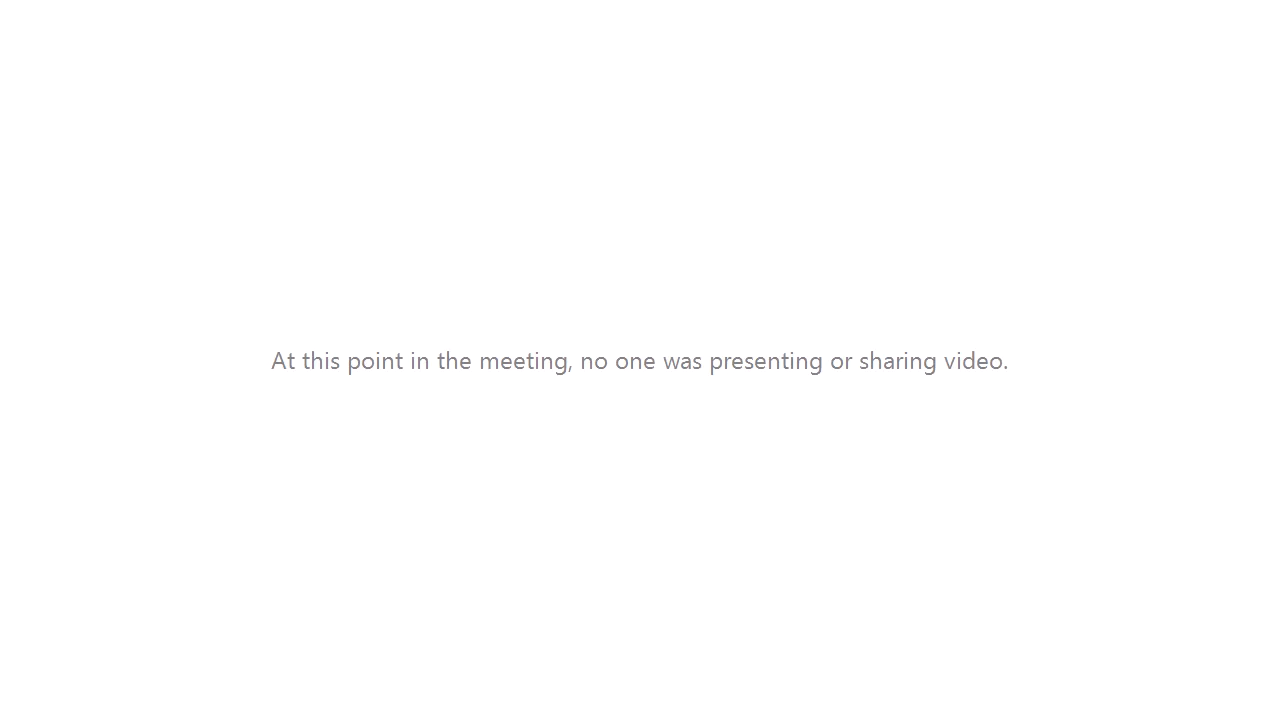 At this point in the meeting, no one was presenting or sharing video.